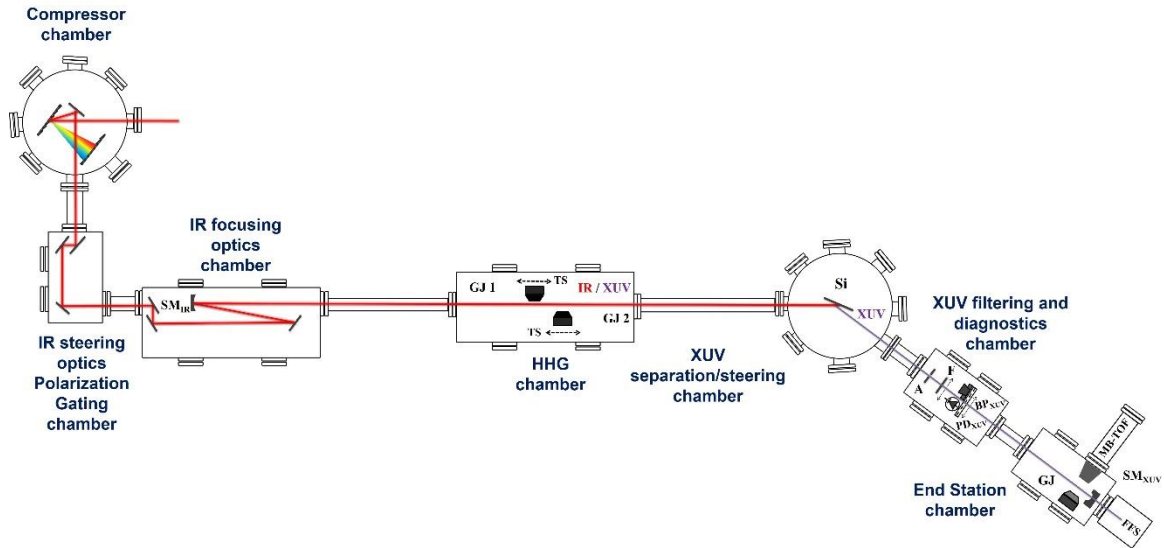 Compressor
chamber
IR steering
optics
Polarization
Gating
chamber
IR focusing
optics
chamber
SMIR
GJ 1
TS
IR / XUV
GJ 2
TS
HHG
chamber
XUV
separation/steering
chamber
Si
XUV
XUV filtering and
diagnostics
chamber
A
F
BPXUV
PDXUV
MB-TOF
SMXUV
GJ
FFS
End Station
chamber